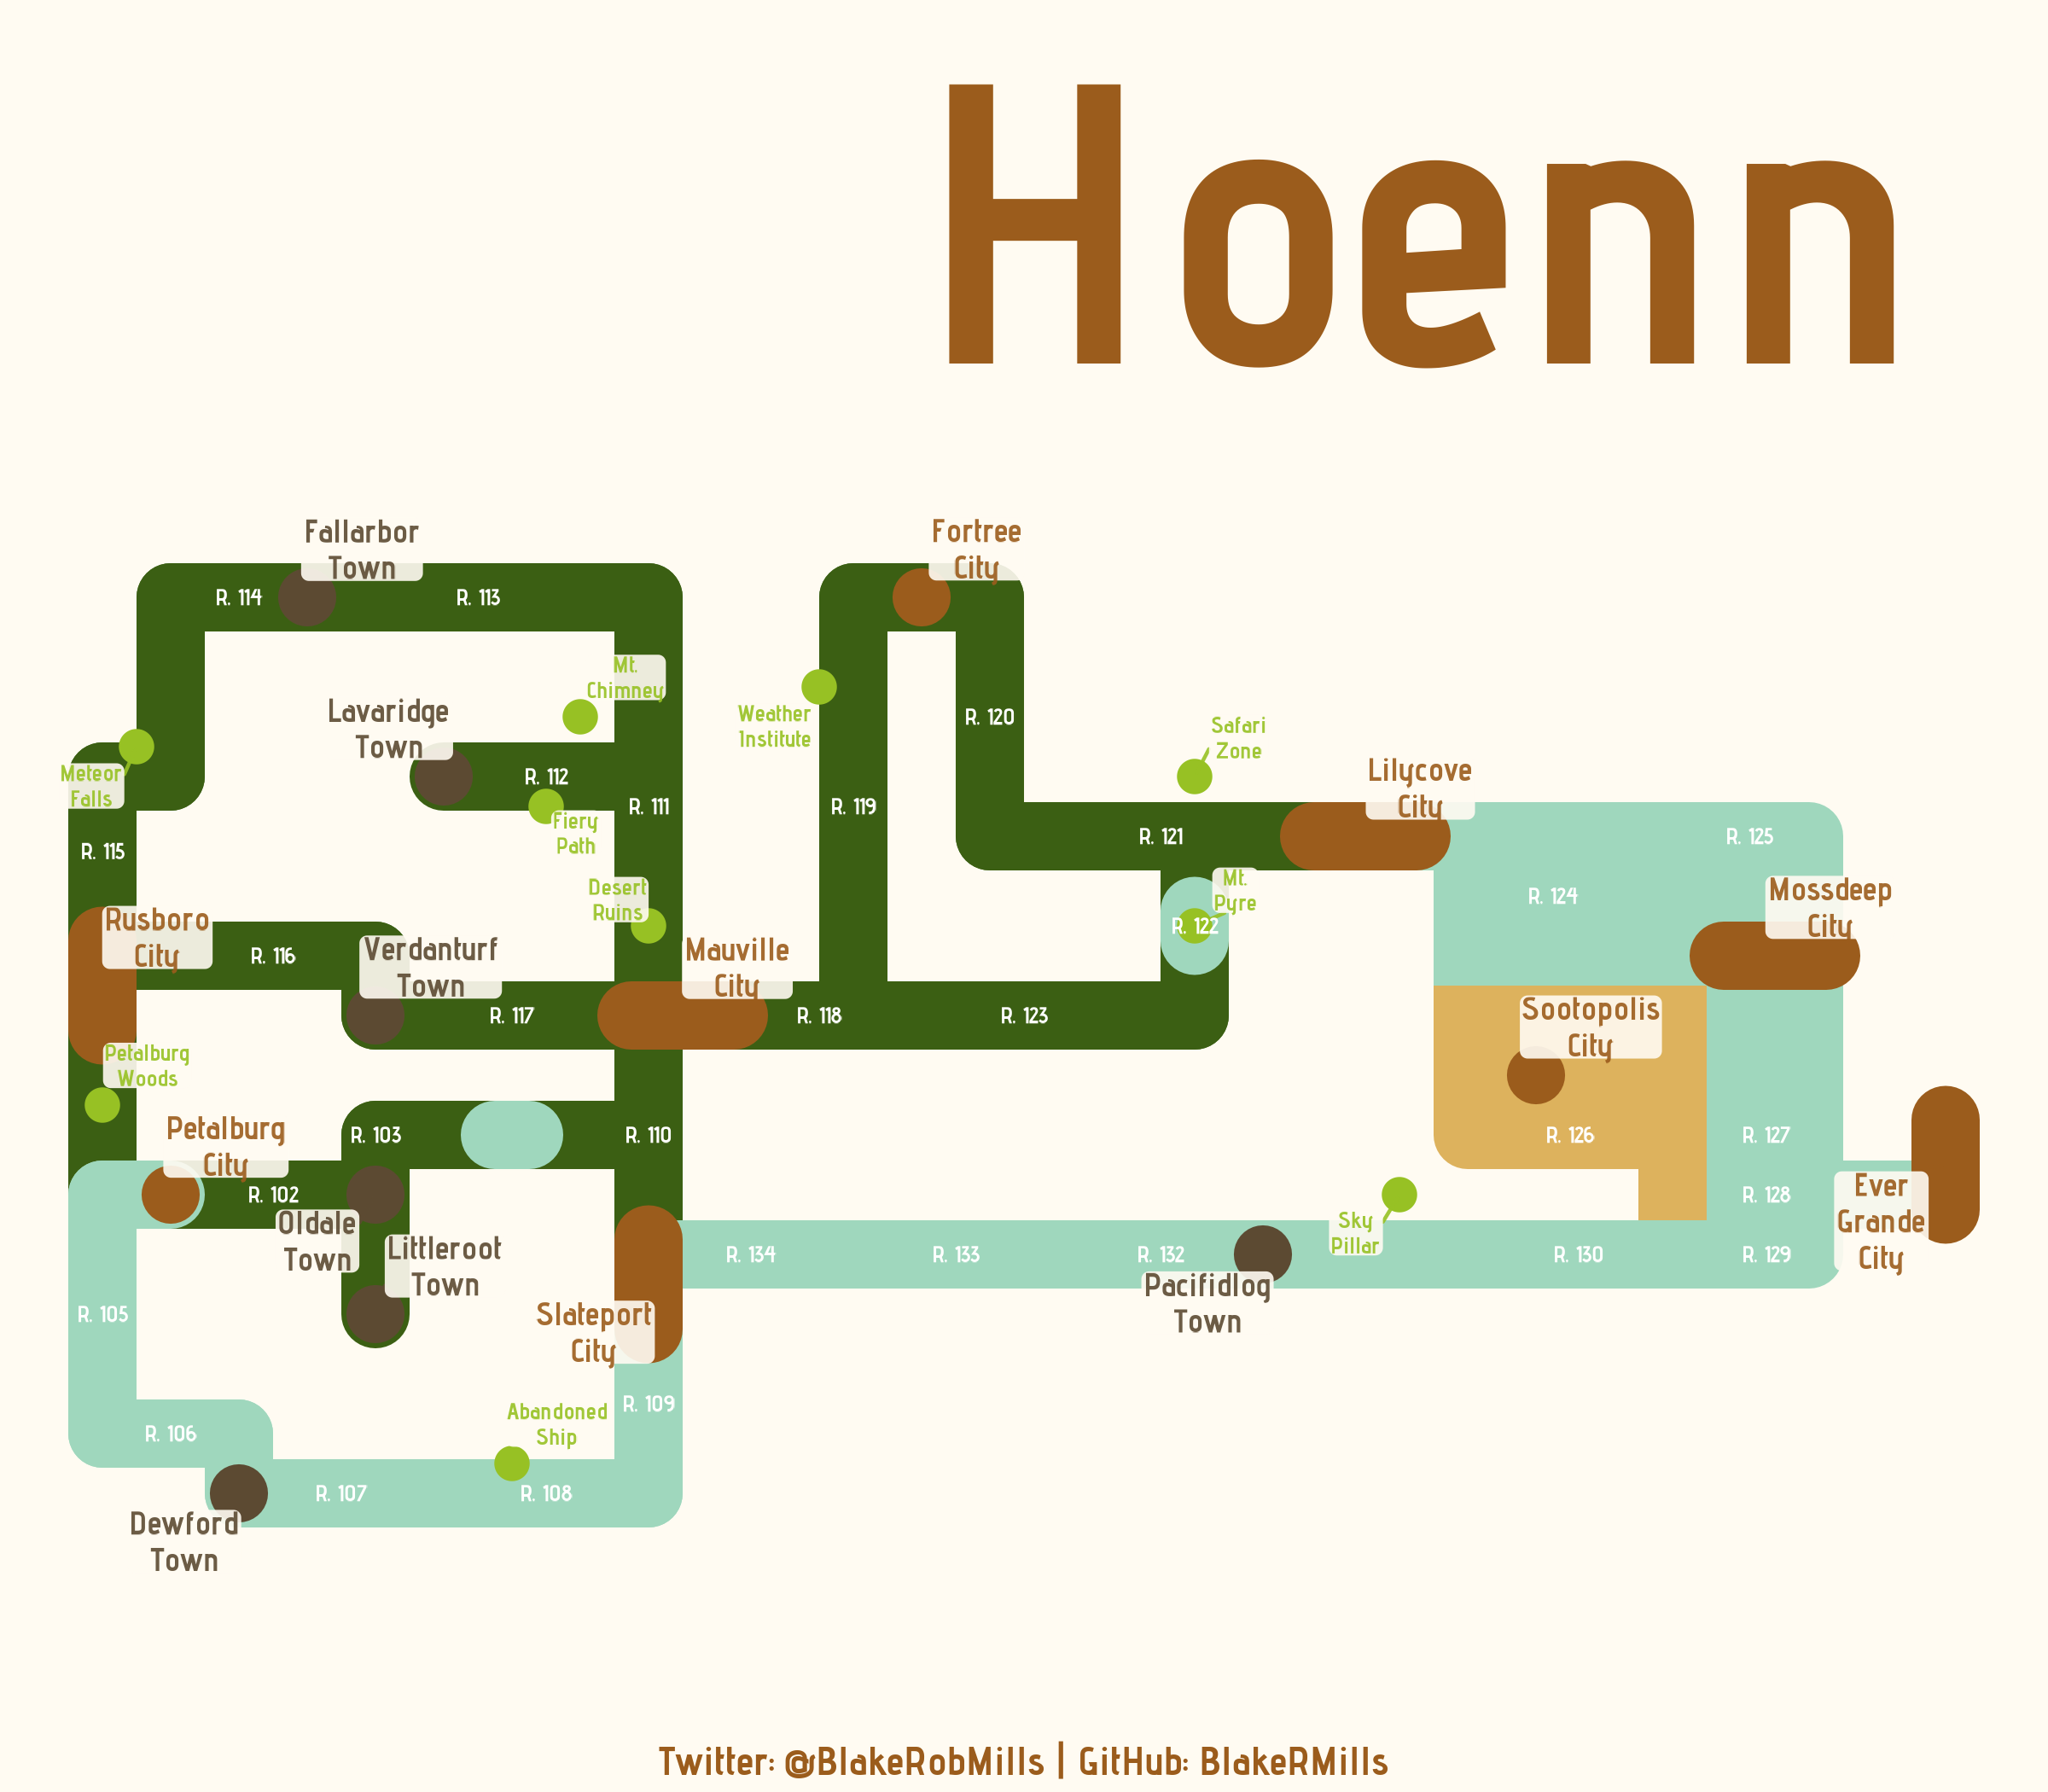 Hoenn
Fallarbor
Town
Fortree
City
R. 114
R. 113
Mt.
Chimney
Lavaridge
Town
Weather
Institute
R. 120
Safari
Zone
Meteor
Falls
R. 112
R. 111
R. 119
Fiery
Path
Lilycove
City
R. 115
R. 121
R. 125
Desert
Ruins
Mt.
Pyre
R. 124
Mossdeep
City
Rusboro
City
R. 116
Verdanturf
Town
Mauville
City
R. 122
R. 117
R. 118
R. 123
Sootopolis
City
Petalburg
Woods
Petalburg
City
R. 103
R. 110
R. 126
R. 127
R. 102
R. 128
Oldale
Town
Littleroot
Town
Sky
Pillar
Ever
Grande
City
R. 134
R. 133
R. 132
R. 130
R. 129
Pacifidlog
Town
R. 105
Slateport
City
R. 109
R. 106
Abandoned
Ship
R. 107
R. 108
Dewford
Town
Twitter: @BlakeRobMills | GitHub: BlakeRMills